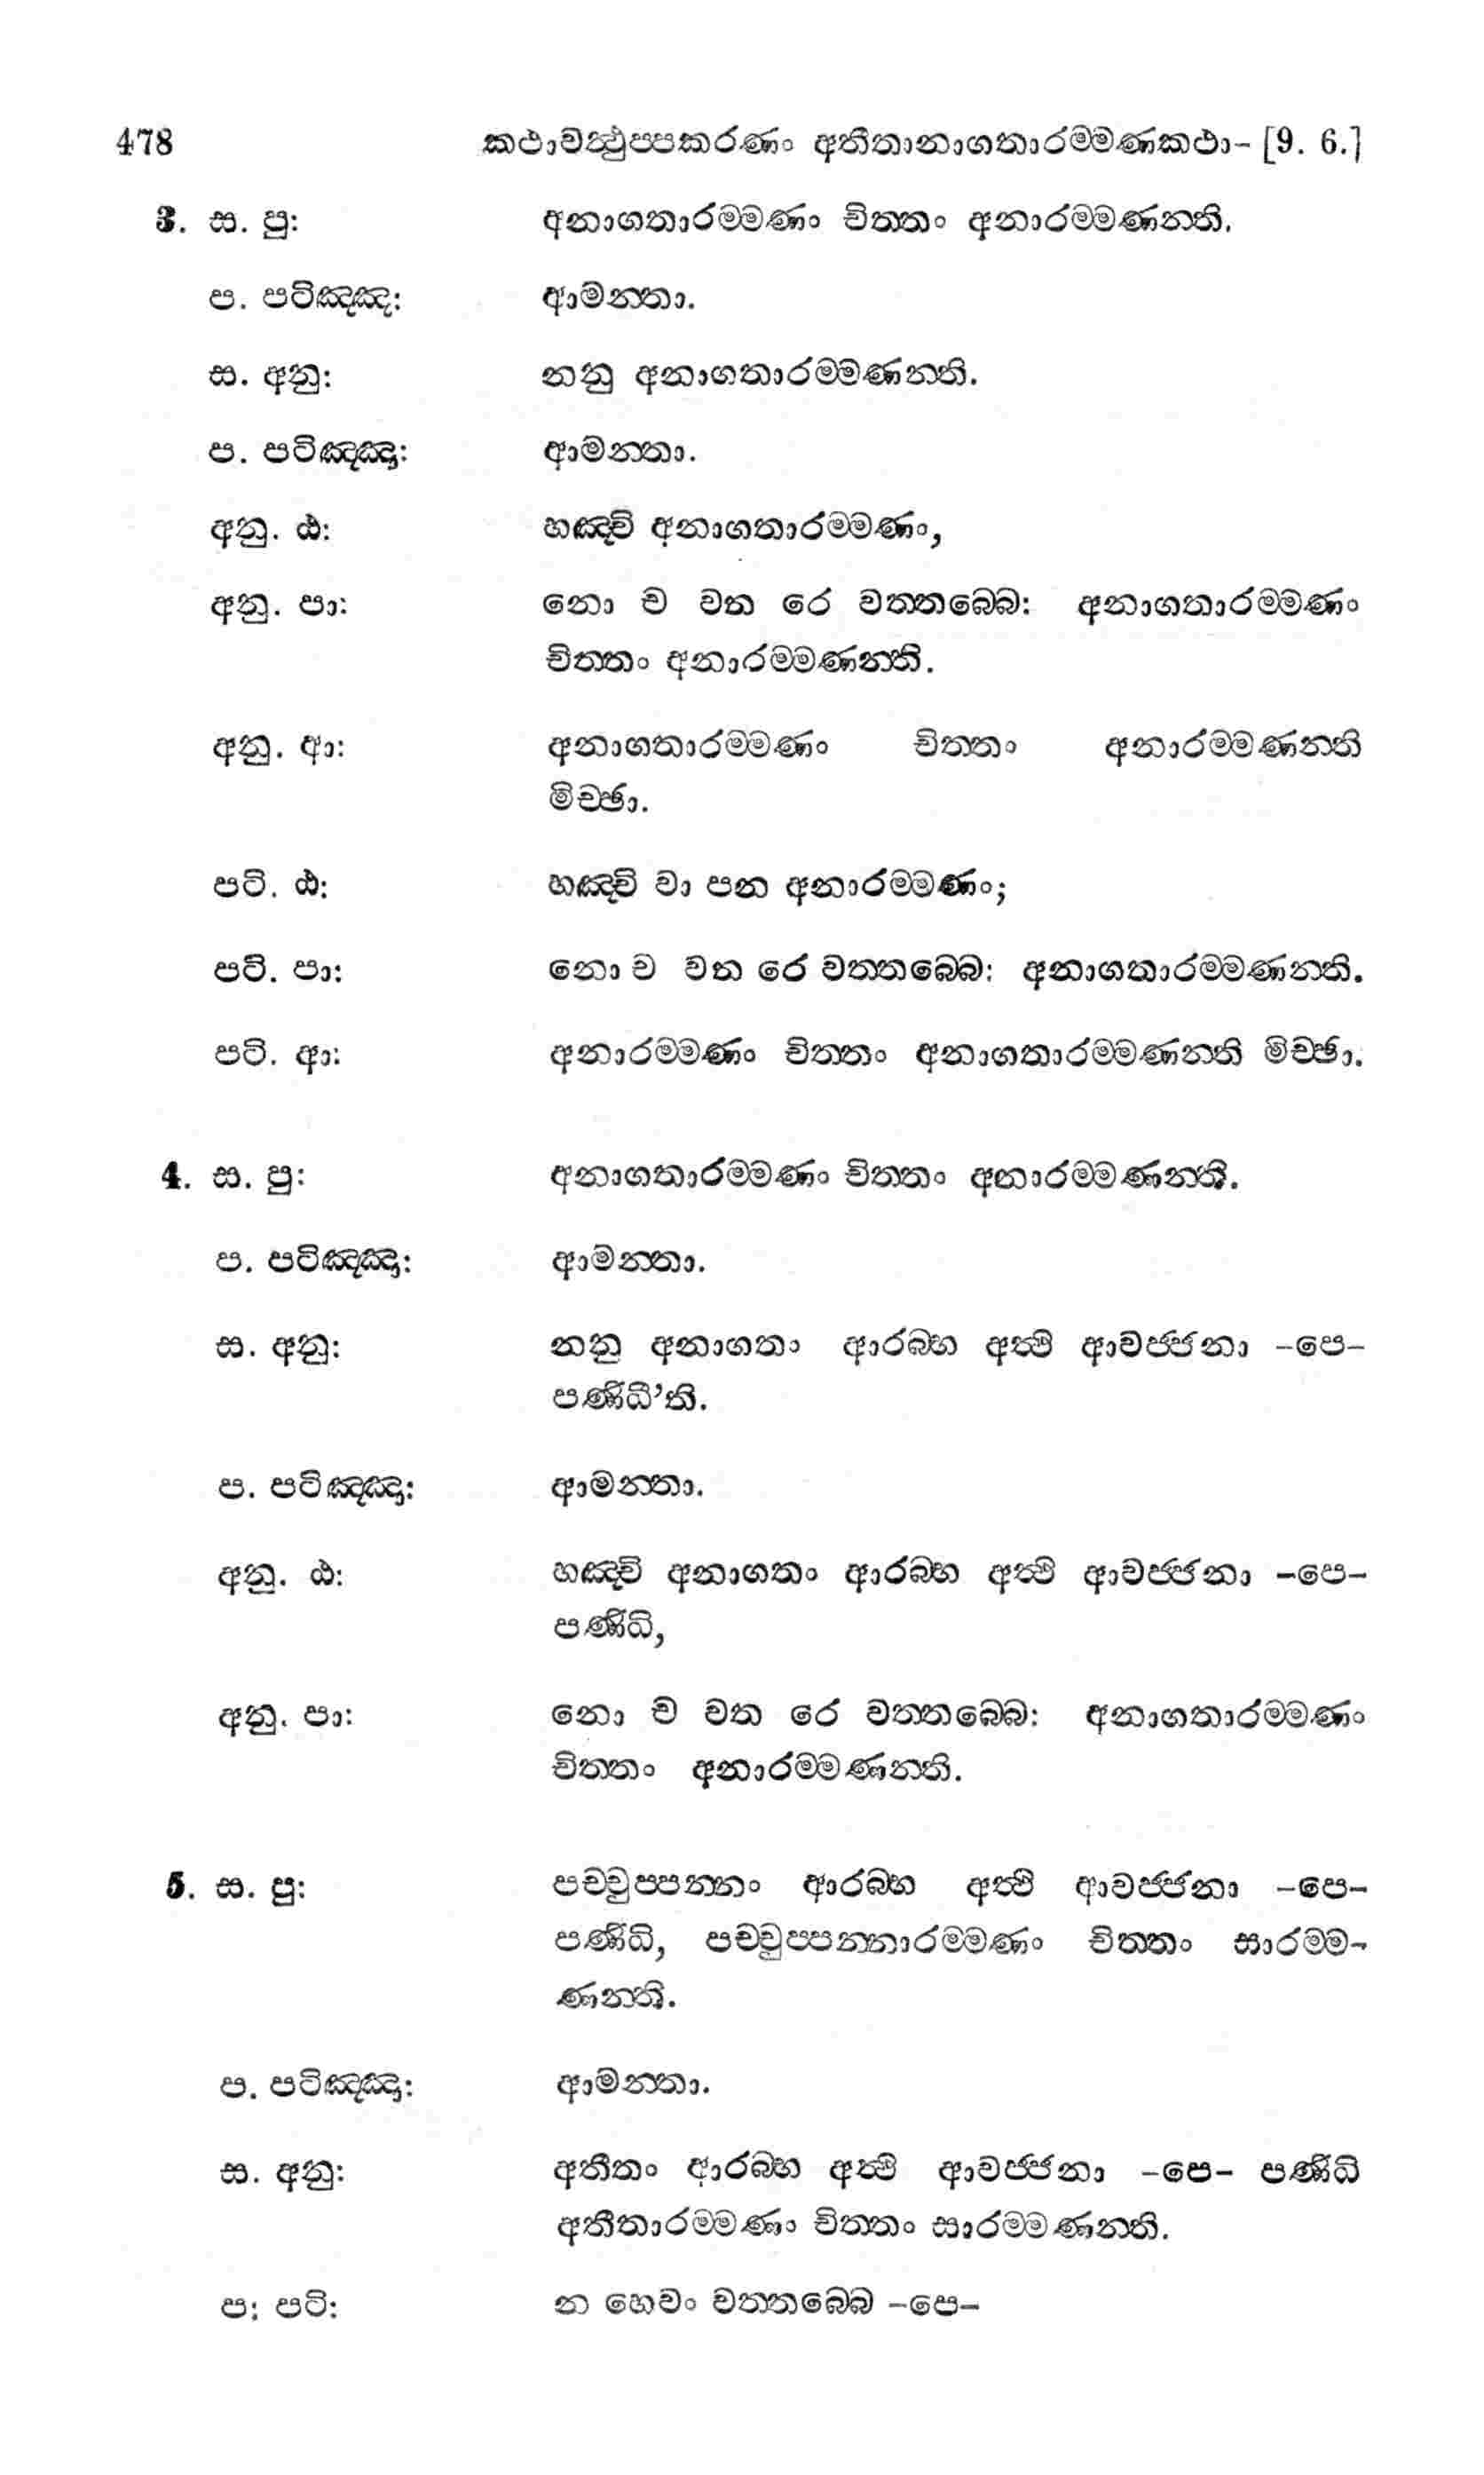 478 කථාවත්‍ථුප්පකරණං අතීතානාගතාරම්මණකථා- [9. 6.]
3. ස. පු: අනාගතාරම්මණං චිත්තං අනාරම්මණන්ති.
ප. පටිඤ්ඤ: ආමන්තා.
ස. අනු: නනු අනාගතාරම්මණන්ති.
ප. පටිඤ්ඤා: ආමන්තා.
අනු. ඨ: හඤ්චි අනාගතාරම්මණං,
අනු. පා: නො ච වත රෙ වත්තබ්බෙ: අනාගතාරම්මණං
චිත්තං අනාරම්මණන්ති.
අනු. ආ: අනාගතාරම්මණං චිත්තං අනාරම්මණන්ති
මිච්ඡා.
පටි. ඨ: හඤ්චි වා පන අනාරම්මණං;
පටි. පා: නො ච වත රෙ වත්තබ්බෙ: අනාගතාරම්මණන්ති.
පටි. ආ: අනාරම්මණං චිත්තං අනාගතාරම්මණන්ති මිච්ඡා.
4. ස. පු: අනාගතාරම්මණං චිත්තං අනාරම්මණන්ති.
ප. පටිඤ්ඤා: ආමන්තා.
ස. අනු: නනු අනාගතං ආරබ්භ අත්‍ථි ආවජ්ජනා -පෙ-
පණිධී’ති.
ප. පටිඤ්ඤා: ආමන්තා.
අනු. ඨ: හඤ්චි අනාගතං ආරබ්භ අත්‍ථි ආවජ්ජනා -පෙ-
පණිධි,
අනු. පා: නො ච වත රෙ වත්තබ්බෙ: අනාගතාරම්මණං
චිත්තං අනාරම්මණන්ති.
5. ස. පු: පච්චුප්පන්නං ආරබ්භ අත්‍ථි ආවජ්ජනා -පෙ-
පණිධි, පච්චුප්පන්නාරම්මණං චිත්තං සාරම්ම-
ණන්ති.
ප. පටිඤ්ඤා: ආමන්තා.
ස. අනු: අතීතං ආරබ්භ අත්‍ථි ආවජ්ජනා -පෙ- පණිධි
අතීතාරම්මණං චිත්තං සාරම්මණන්ති.
ප: පටි: න හෙවං වත්තබ්බෙ -පෙ-